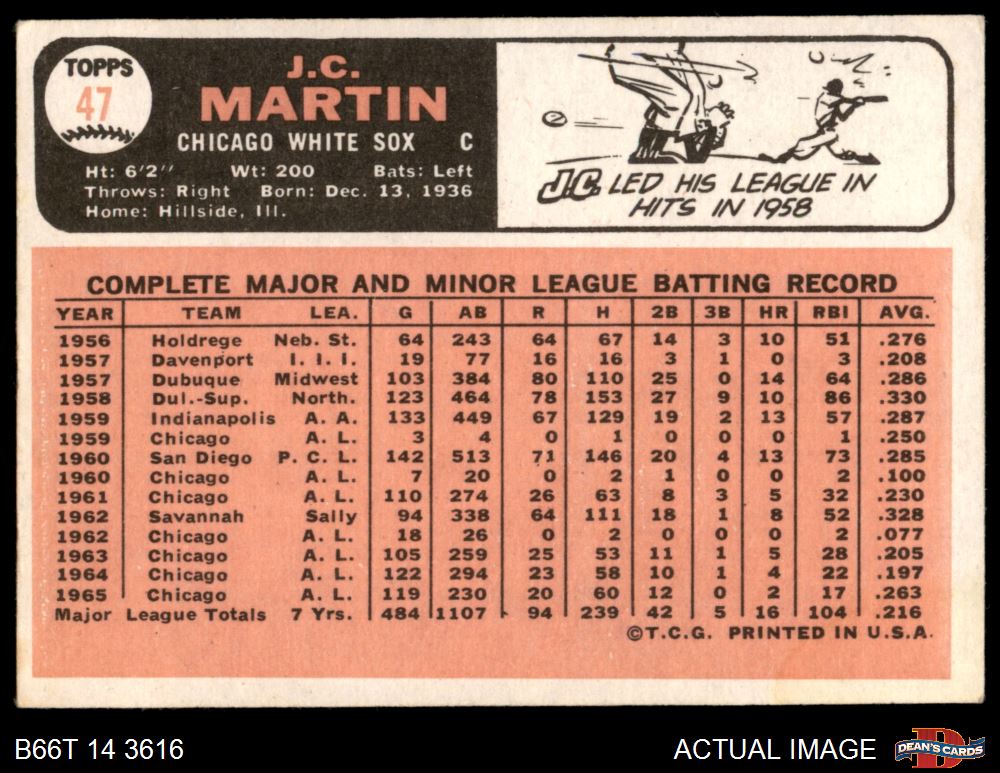 TOPPS
47
J.C.
MARTIN
CHICAGO WHITE SOX C
Ht: 6'2" Wt: 200 Bats: Left
Throws: Right Born: Dec. 13, 1936
Home: Hillside, Ill.
J.C. LED HIS LEAGUE IN
HITS IN 1958
COMPLETE MAJOR AND MINOR LEAGUE BATTING RECORD
YEAR TEAM LEA. G AB R H 2B 3B HR RBI AVG.
1956 Holdrege Neb. St. 64 243 64 67 14 3 10 51 .276
1957 Davenport I. I. I. 19 77 16 16 3 1 0 3 .208
1957 Dubuque Midwest 103 384 80 110 25 0 14 64 .286
1958 Dul.-Sup. North. 123 464 78 153 27 9 10 86 .330
1959 Indianapolis A. A. 133 449 67 129 19 2 13 57 .287
1959 Chicago A. L. 3 4 0 1 0 0 0 1 .250
1960 San Diego P. C. L. 142 513 71 146 20 4 13 73 .285
1960 Chicago A. L. 7 20 0 2 1 0 0 2 .100
1961 Chicago A. L. 110 274 26 63 8 3 5 32 .230
1962 Savannah Sally 94 338 64 111 18 1 8 52 .328
1962 Chicago A. L. 18 26 0 2 0 0 0 2 .077
1963 Chicago A. L. 105 259 25 53 11 1 5 28 .205
1964 Chicago A. L. 122 294 23 58 10 1 4 22 .197
1965 Chicago A. L. 119 230 20 60 12 0 2 17 .263
Major League Totals 7 Yrs. 484 1107 94 239 42 5 16 104 .216
©T.C.G. PRINTED IN U.S.A.
B66T 14 3616 ACTUAL IMAGE DEAN'S CARDS